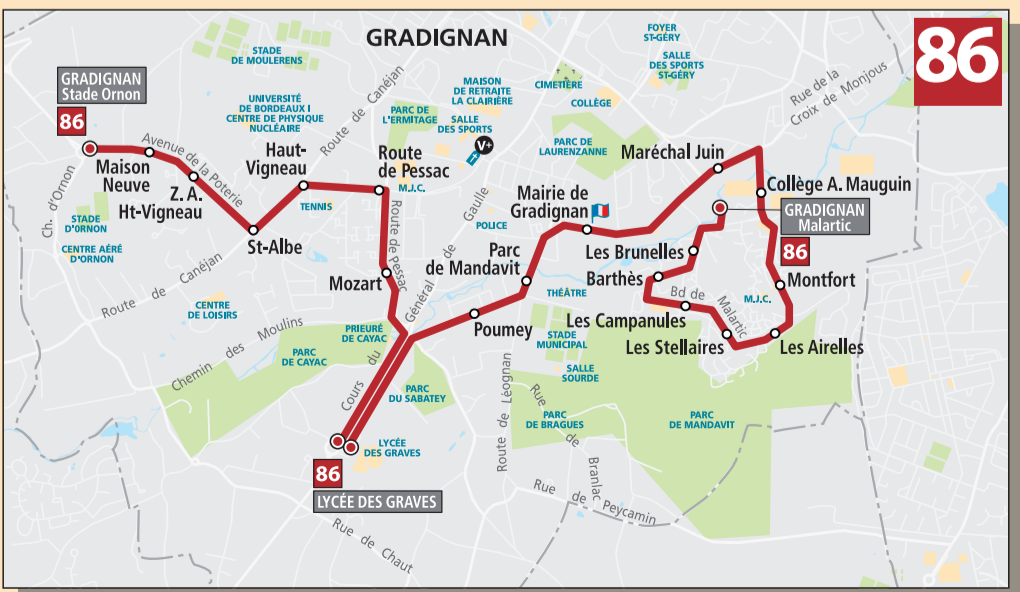 GRADIGNAN
86
FOYER
ST-GÉRY
SALLE
DES SPORTS
ST-GÉRY
STADE
DE MOULERENS
GRADIGNAN
Stade Ornon
86
MAISON
DE RETRAITE
LA CLAIRIÈRE
CIMETIÈRE
COLLÈGE
Rue de la
Croix de Monjous
UNIVERSITÉ
DE BORDEAUX I
CENTRE DE PHYSIQUE
NUCLÉAIRE
Route de Canéjan
PARC DE
L'ERMITAGE
SALLE
DES SPORTS
V+
PARC DE
LAURENZANNE
Avenue de la Poterie
Haut-
Vigneau
Route
de Pessac
M.J.C.
Maréchal Juin
Maison
Neuve
Z. A.
Ht-Vigneau
TENNIS
Mairie de
Gradignan
Collège A. Mauguin
GRADIGNAN
Malartic
86
Ch. d'Ornon
STADE
D'ORNON
CENTRE AÉRÉ
D'ORNON
St-Albe
Route de Pessac
POLICE
Cours du Général de Gaulle
Parc
de Mandavit
Les Brunelles
Barthès
Montfort
Route de Canéjan
Mozart
THÉÂTRE
Bd de
Malartic
M.J.C.
CENTRE
DE LOISIRS
Chemin des Moulins
PRIEURÉ
DE CAYAC
PARC
DE CAYAC
Poumey
Les Campanules
STADE
MUNICIPAL
Les Stellaires
Les Airelles
SALLE
SOURDE
PARC
DU SABATEY
Route de Léognan
Rue de Branlac
PARC
DE BRAGUES
PARC
DE MANDAVIT
LYCÉE
DES GRAVES
86
LYCÉE DES GRAVES
Rue de Peycamin
Rue de Chaut